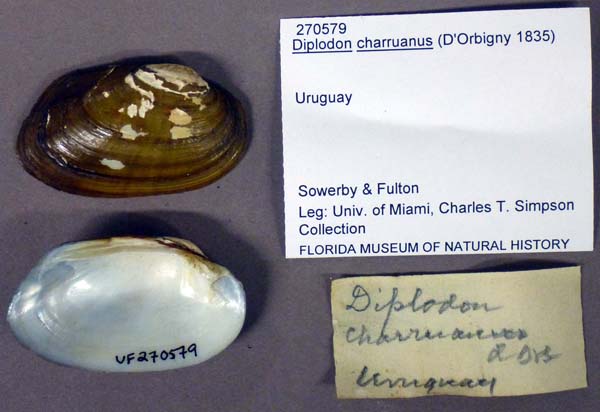 270579
Diplodon charruanus (D'Orbigny 1835)
Uruguay
Sowerby & Fulton
Leg: Univ. of Miami, Charles T. Simpson
Collection
FLORIDA MUSEUM OF NATURAL HISTORY
UF270579
Diplodon
charruanus
d'Orb
Uruguay